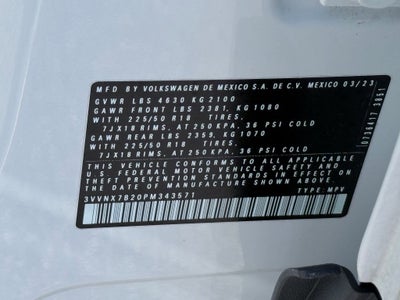 MFD. BY VOLKSWAGEN DE MEXICO S.A. DE C.V. MEXICO 03/23
GVWR LBS 4630 KG 2100
GAWR FRONT LBS 2381, KG 1080
WITH 225/50 R18 TIRES.
7JX18 RIMS, AT 250 KPA, 36 PSI COLD
GAWR REAR LBS 2359, KG 1070
WITH 225/50 R18 TIRES.
7JX18 RIMS, AT 250 KPA, 36 PSI COLD
THIS VEHICLE CONFORMS TO ALL APPLICABLE
U.S. FEDERAL MOTOR VEHICLE SAFETY AND
THEFT PREVENTION STANDARDS IN EFFECT ON THE
DATE OF MANUFACTURE SHOWN ABOVE.
3VVNX7B20PM343571 TYPE: MPV